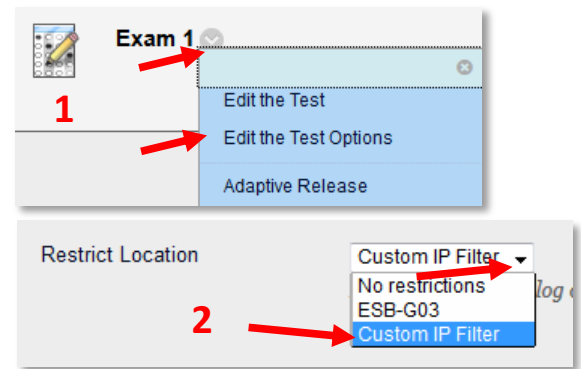 Exam 1
1
Edit the Test
Edit the Test Options
Adaptive Release
Restrict Location
Custom IP Filter
No restrictions
log
ESB-G03
2
Custom IP Filter